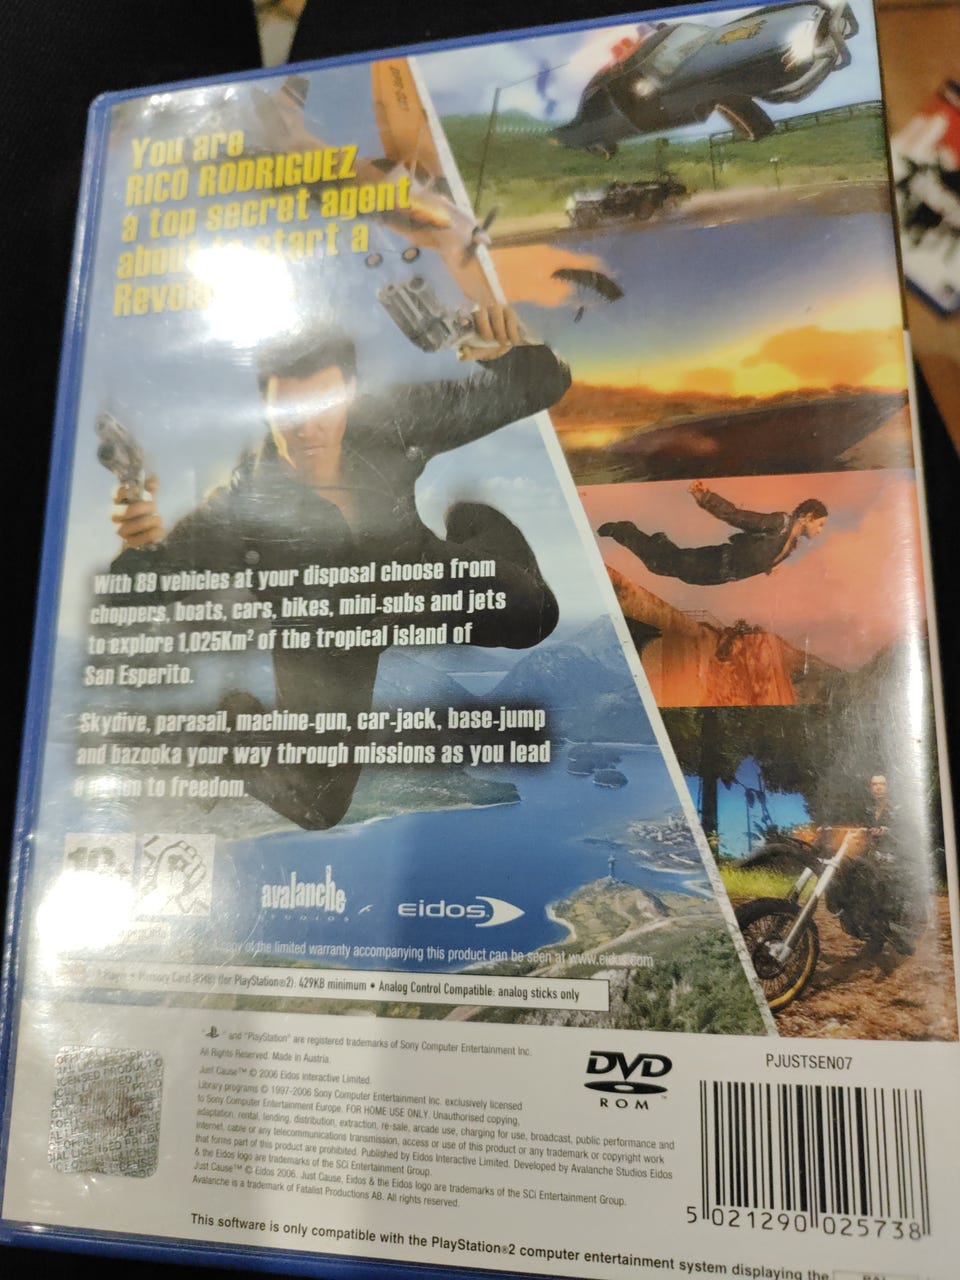 You are
RICO RODRIGUEZ
a top secret agent
about to start a
With 89 vehicles at your disposal choose from
choppers, boats, cars, bikes, mini-subs and jets
to explore 1,025Km² of the tropical island of
San Esperito.
Skydive, parasail, machine-gun, car-jack, base-jump
and bazooka your way through missions as you lead
to freedom.
avalanche
STUDIOS
eidos
A copy of the limited warranty accompanying this product can be seen at www.eidos.com
Player • Memory Card (8MB) (for PlayStation®2): 429KB minimum • Analog Control Compatible: analog sticks only
" and "PlayStation" are registered trademarks of Sony Computer Entertainment Inc.
All Rights Reserved. Made in Austria.
Just Cause™ © 2006 Eidos Interactive Limited.
Library programs © 1997-2006 Sony Computer Entertainment Inc. exclusively licensed
to Sony Computer Entertainment Europe. FOR HOME USE ONLY. Unauthorised copying,
adaptation, rental, lending, distribution, extraction, re-sale, arcade use, charging for use, broadcast, public performance and
internet, cable or any telecommunications transmission, access or use of this product or any trademark or copyright work
that forms part of this product are prohibited. Published by Eidos Interactive Limited. Developed by Avalanche Studios Eidos
& the Eidos logo are trademarks of the SCi Entertainment Group.
Just Cause™ © Eidos 2006. Just Cause, Eidos & the Eidos logo are trademarks of the SCi Entertainment Group.
Avalanche is a trademark of Fatalist Productions AB. All rights reserved.
DVD
ROM
™
PJUSTSEN07
5 021290 025738
This software is only compatible with the PlayStation®2 computer entertainment system displaying the